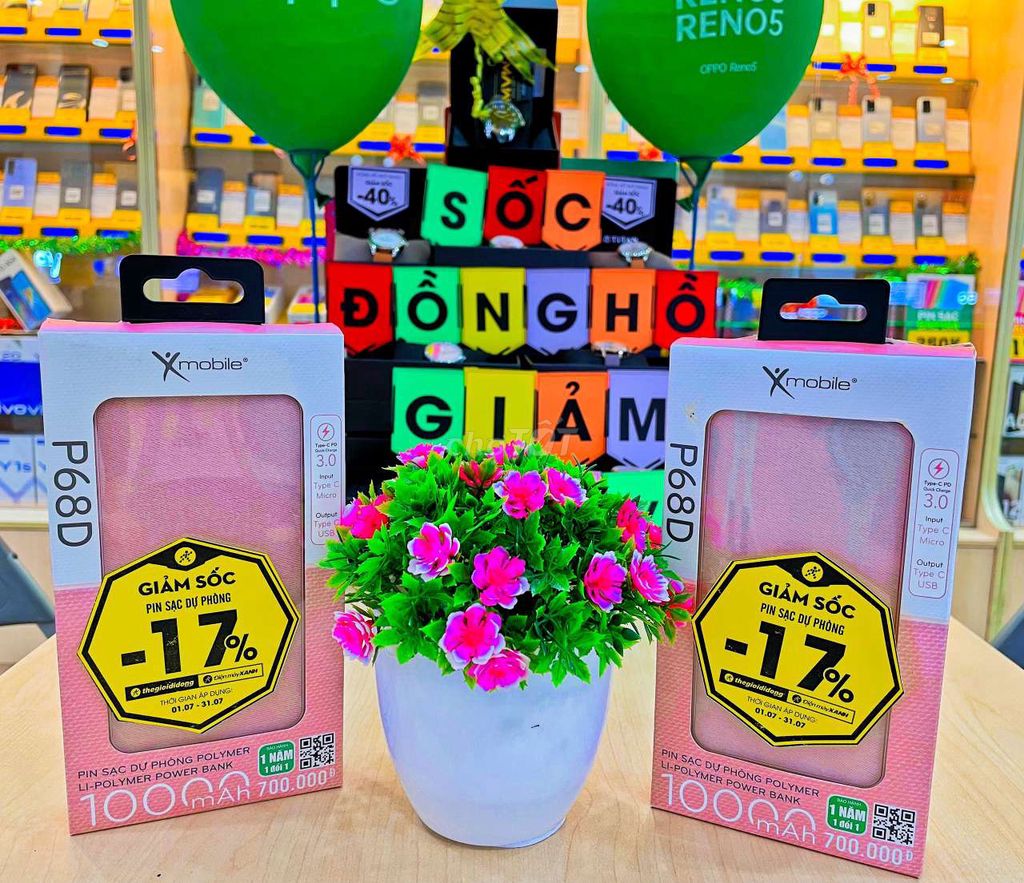 RENO5
OPPO Reno5
GIẢM SỐC
-40%
SỐC
GIẢM SỐC
-40%
ĐỒNG HỒ
GIẢM
PIN SẠC
vivo
Y1s
chợTỐT
Xmobile®
P68D
Type-C PD
Quick Charge
3.0
Input
Type C
Micro
Output
Type C
USB
GIẢM SỐC
PIN SẠC DỰ PHÒNG
-17%
thegioididong Điện máy XANH
THỜI GIAN ÁP DỤNG:
01.07 - 31.07
PIN SẠC DỰ PHÒNG POLYMER
LI-POLYMER POWER BANK
10000mAh
BẢO HÀNH
1 NĂM
1 đổi 1
700.000Đ
Xmobile®
P68D
Type-C PD
Quick Charge
3.0
Input
Type C
Micro
Output
Type C
USB
GIẢM SỐC
PIN SẠC DỰ PHÒNG
-17%
thegioididong Điện máy XANH
THỜI GIAN ÁP DỤNG:
01.07 - 31.07
PIN SẠC DỰ PHÒNG POLYMER
LI-POLYMER POWER BANK
10000mAh
BẢO HÀNH
1 NĂM
1 đổi 1
700.000Đ